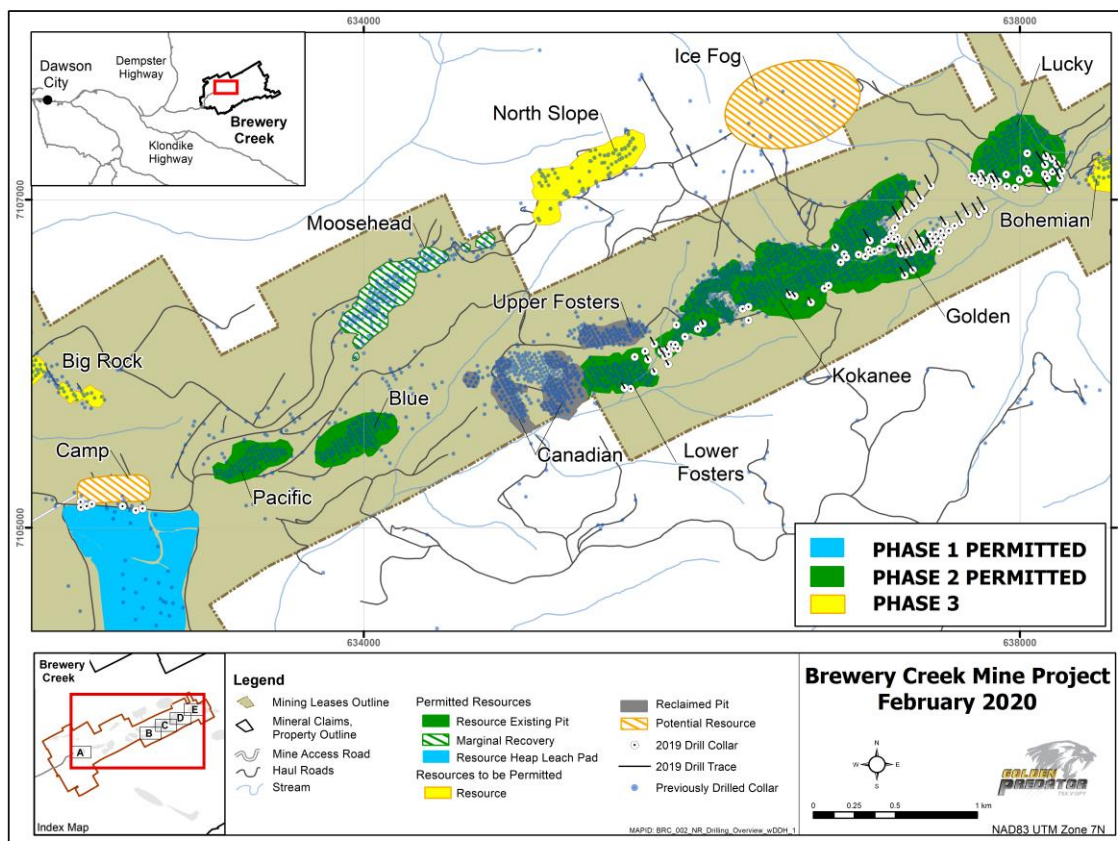 634000
638000
Dempster
Highway
Dawson
City
Brewery
Creek
Klondike
Highway
Ice Fog
Lucky
North Slope
7107000
Moosehead
Bohemian
Upper Fosters
Golden
Big Rock
Kokanee
Blue
Camp
Canadian
Lower
Fosters
Pacific
7105000
PHASE 1 PERMITTED
PHASE 2 PERMITTED
PHASE 3
634000
638000
Brewery
Creek
A
B
C
D
E
Index Map
Legend
Mining Leases Outline
Mineral Claims,
Property Outline
Mine Access Road
Haul Roads
Stream
Permitted Resources
Resource Existing Pit
Marginal Recovery
Resource Heap Leach Pad
Resources to be Permitted
Resource
Reclaimed Pit
Potential Resource
2019 Drill Collar
2019 Drill Trace
Previously Drilled Collar
MAPID: BRC_002_NR_Drilling_Overview_wDDH_1
Brewery Creek Mine Project
February 2020
N
W
E
S
0 0.25 0.5 1 km
GOLDEN
PREDATOR
NAD83 UTM Zone 7N